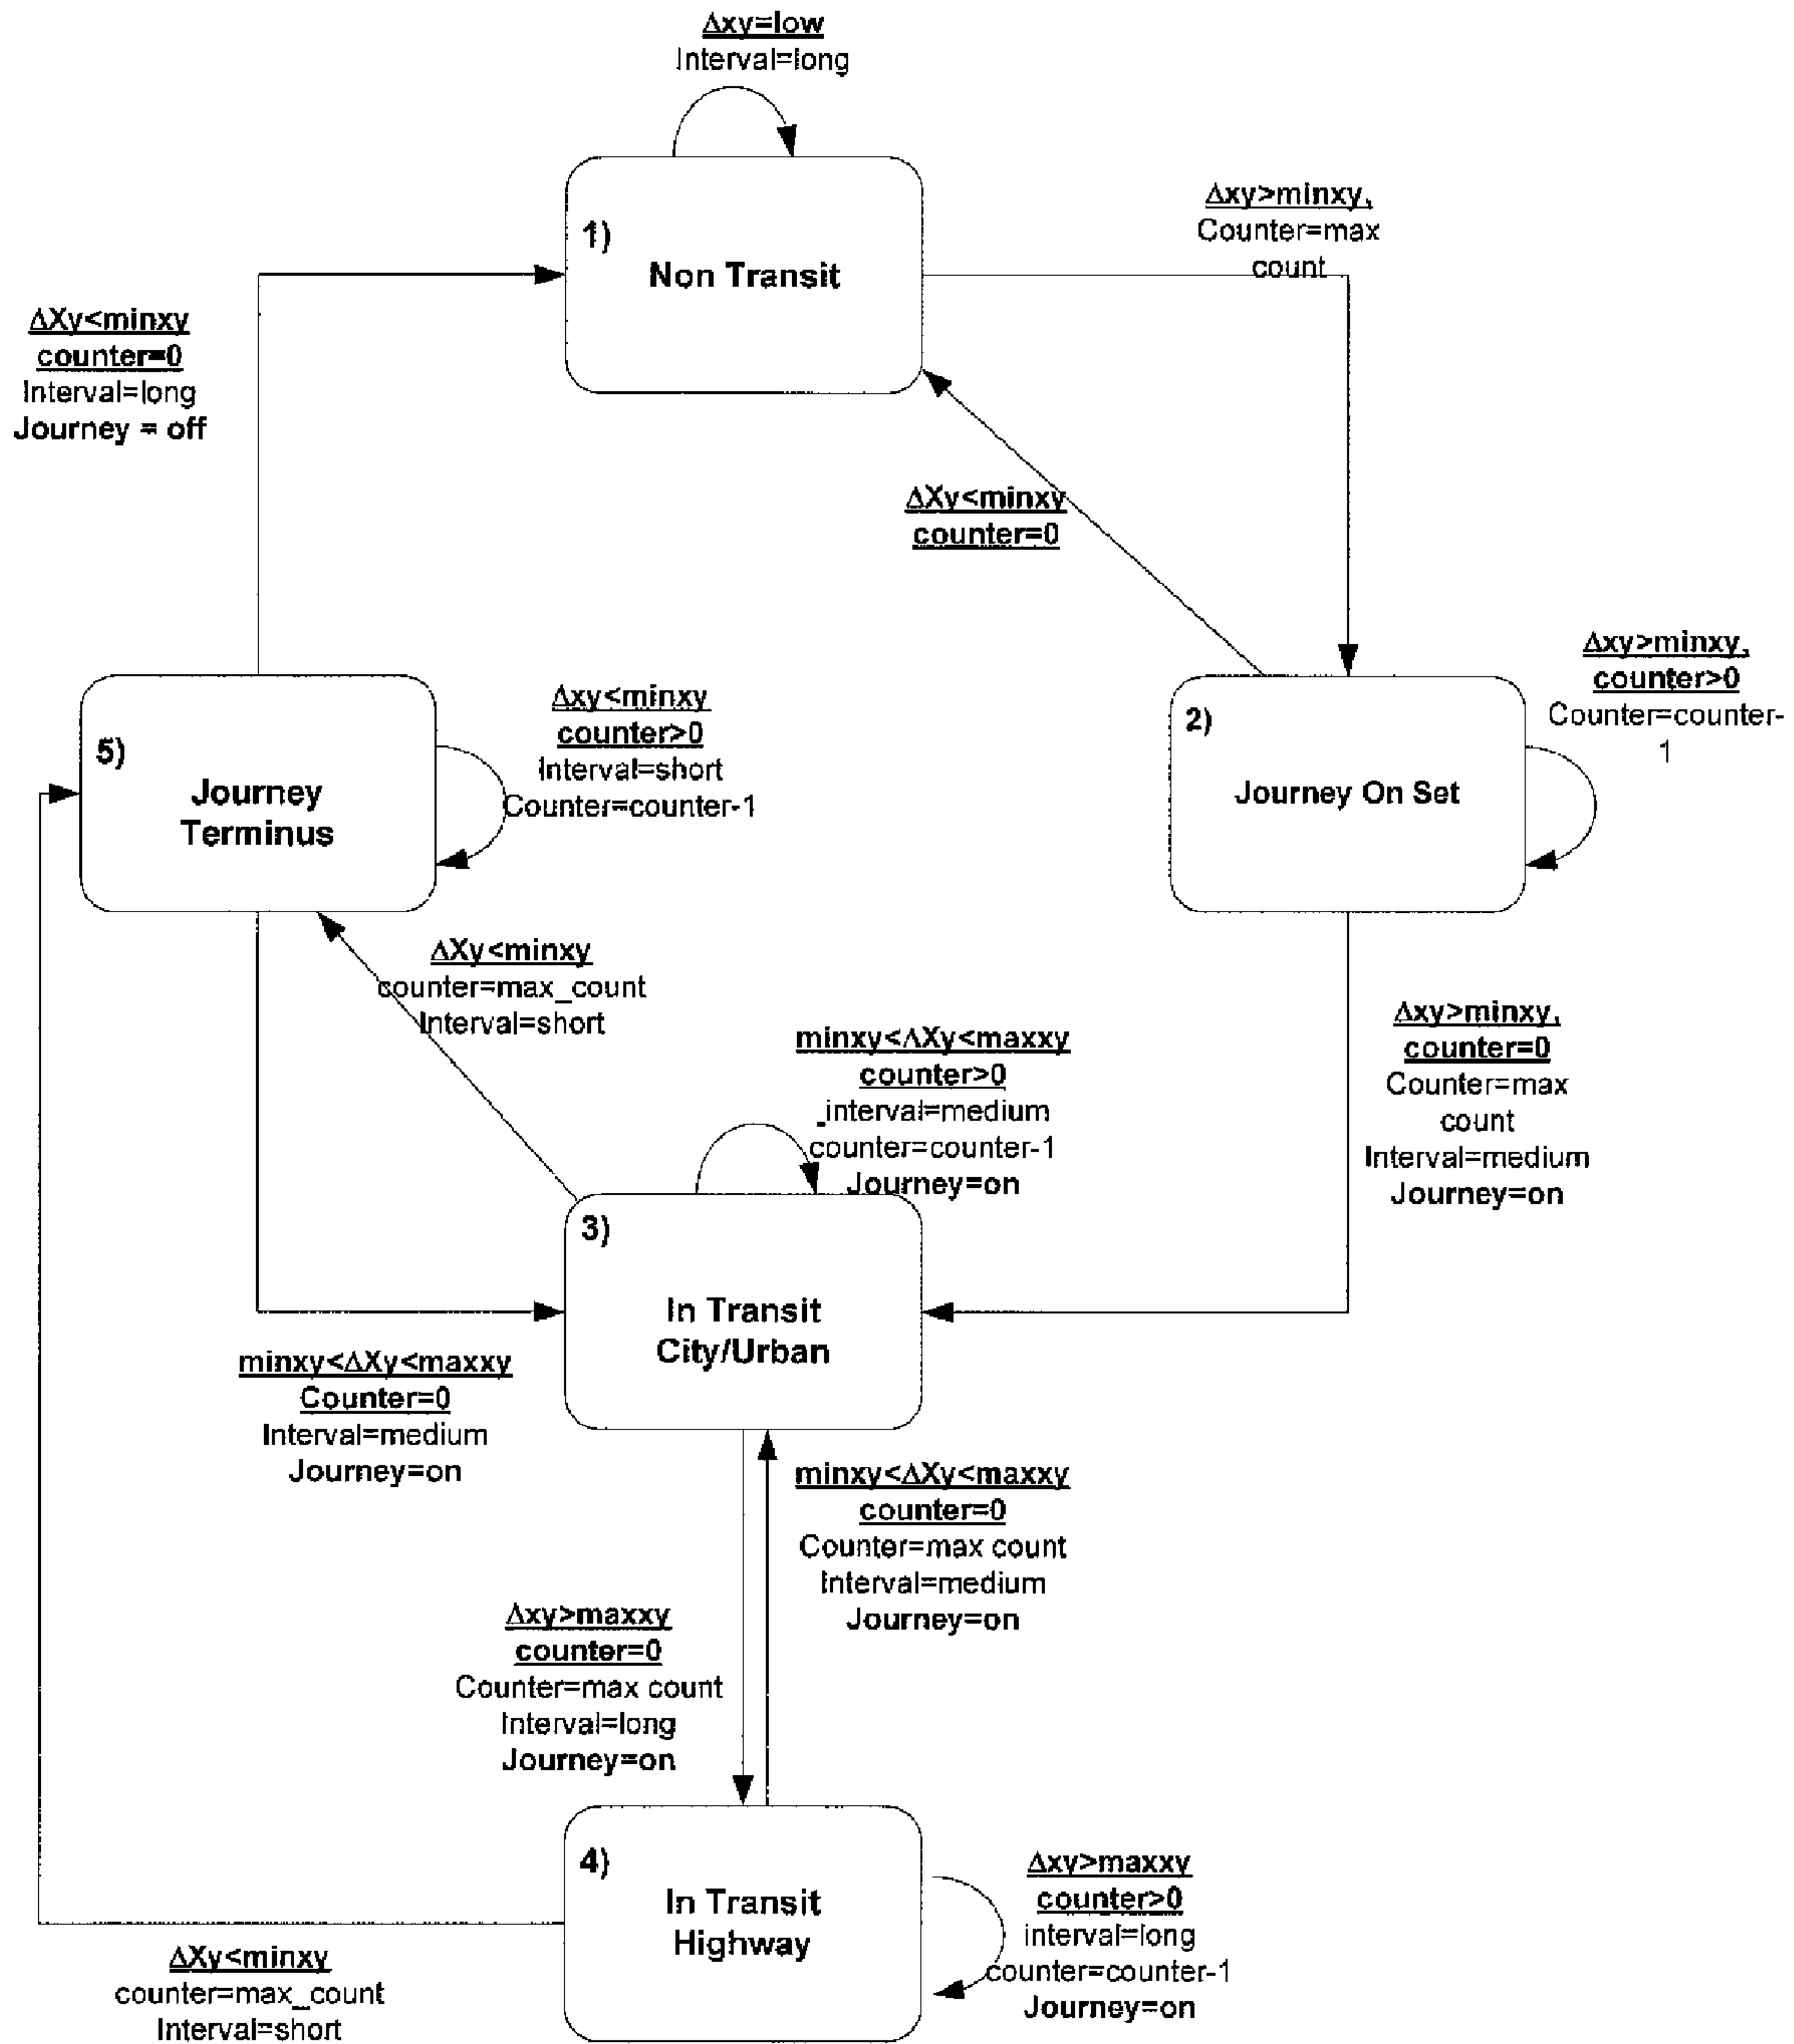 Δxy=low
Interval=long
1)
Non Transit
Δxy>minxy,
Counter=max
count
ΔXy<minxy
counter=0
Interval=long
Journey = off
ΔXy<minxy
counter=0
5)
Journey
Terminus
Δxy<minxy
counter>0
Interval=short
Counter=counter-1
2)
Journey On Set
Δxy>minxy,
counter>0
Counter=counter-
1
ΔXy<minxy
counter=max_count
Interval=short
minxy<ΔXy<maxxy
counter>0
interval=medium
counter=counter-1
Journey=on
Δxy>minxy,
counter=0
Counter=max
count
Interval=medium
Journey=on
3)
In Transit
City/Urban
minxy<ΔXy<maxxy
Counter=0
Interval=medium
Journey=on
minxy<ΔXy<maxxy
counter=0
Counter=max count
Interval=medium
Journey=on
Δxy>maxxy
counter=0
Counter=max count
Interval=long
Journey=on
4)
In Transit
Highway
Δxy>maxxy
counter>0
interval=long
counter=counter-1
Journey=on
ΔXy<minxy
counter=max_count
Interval=short